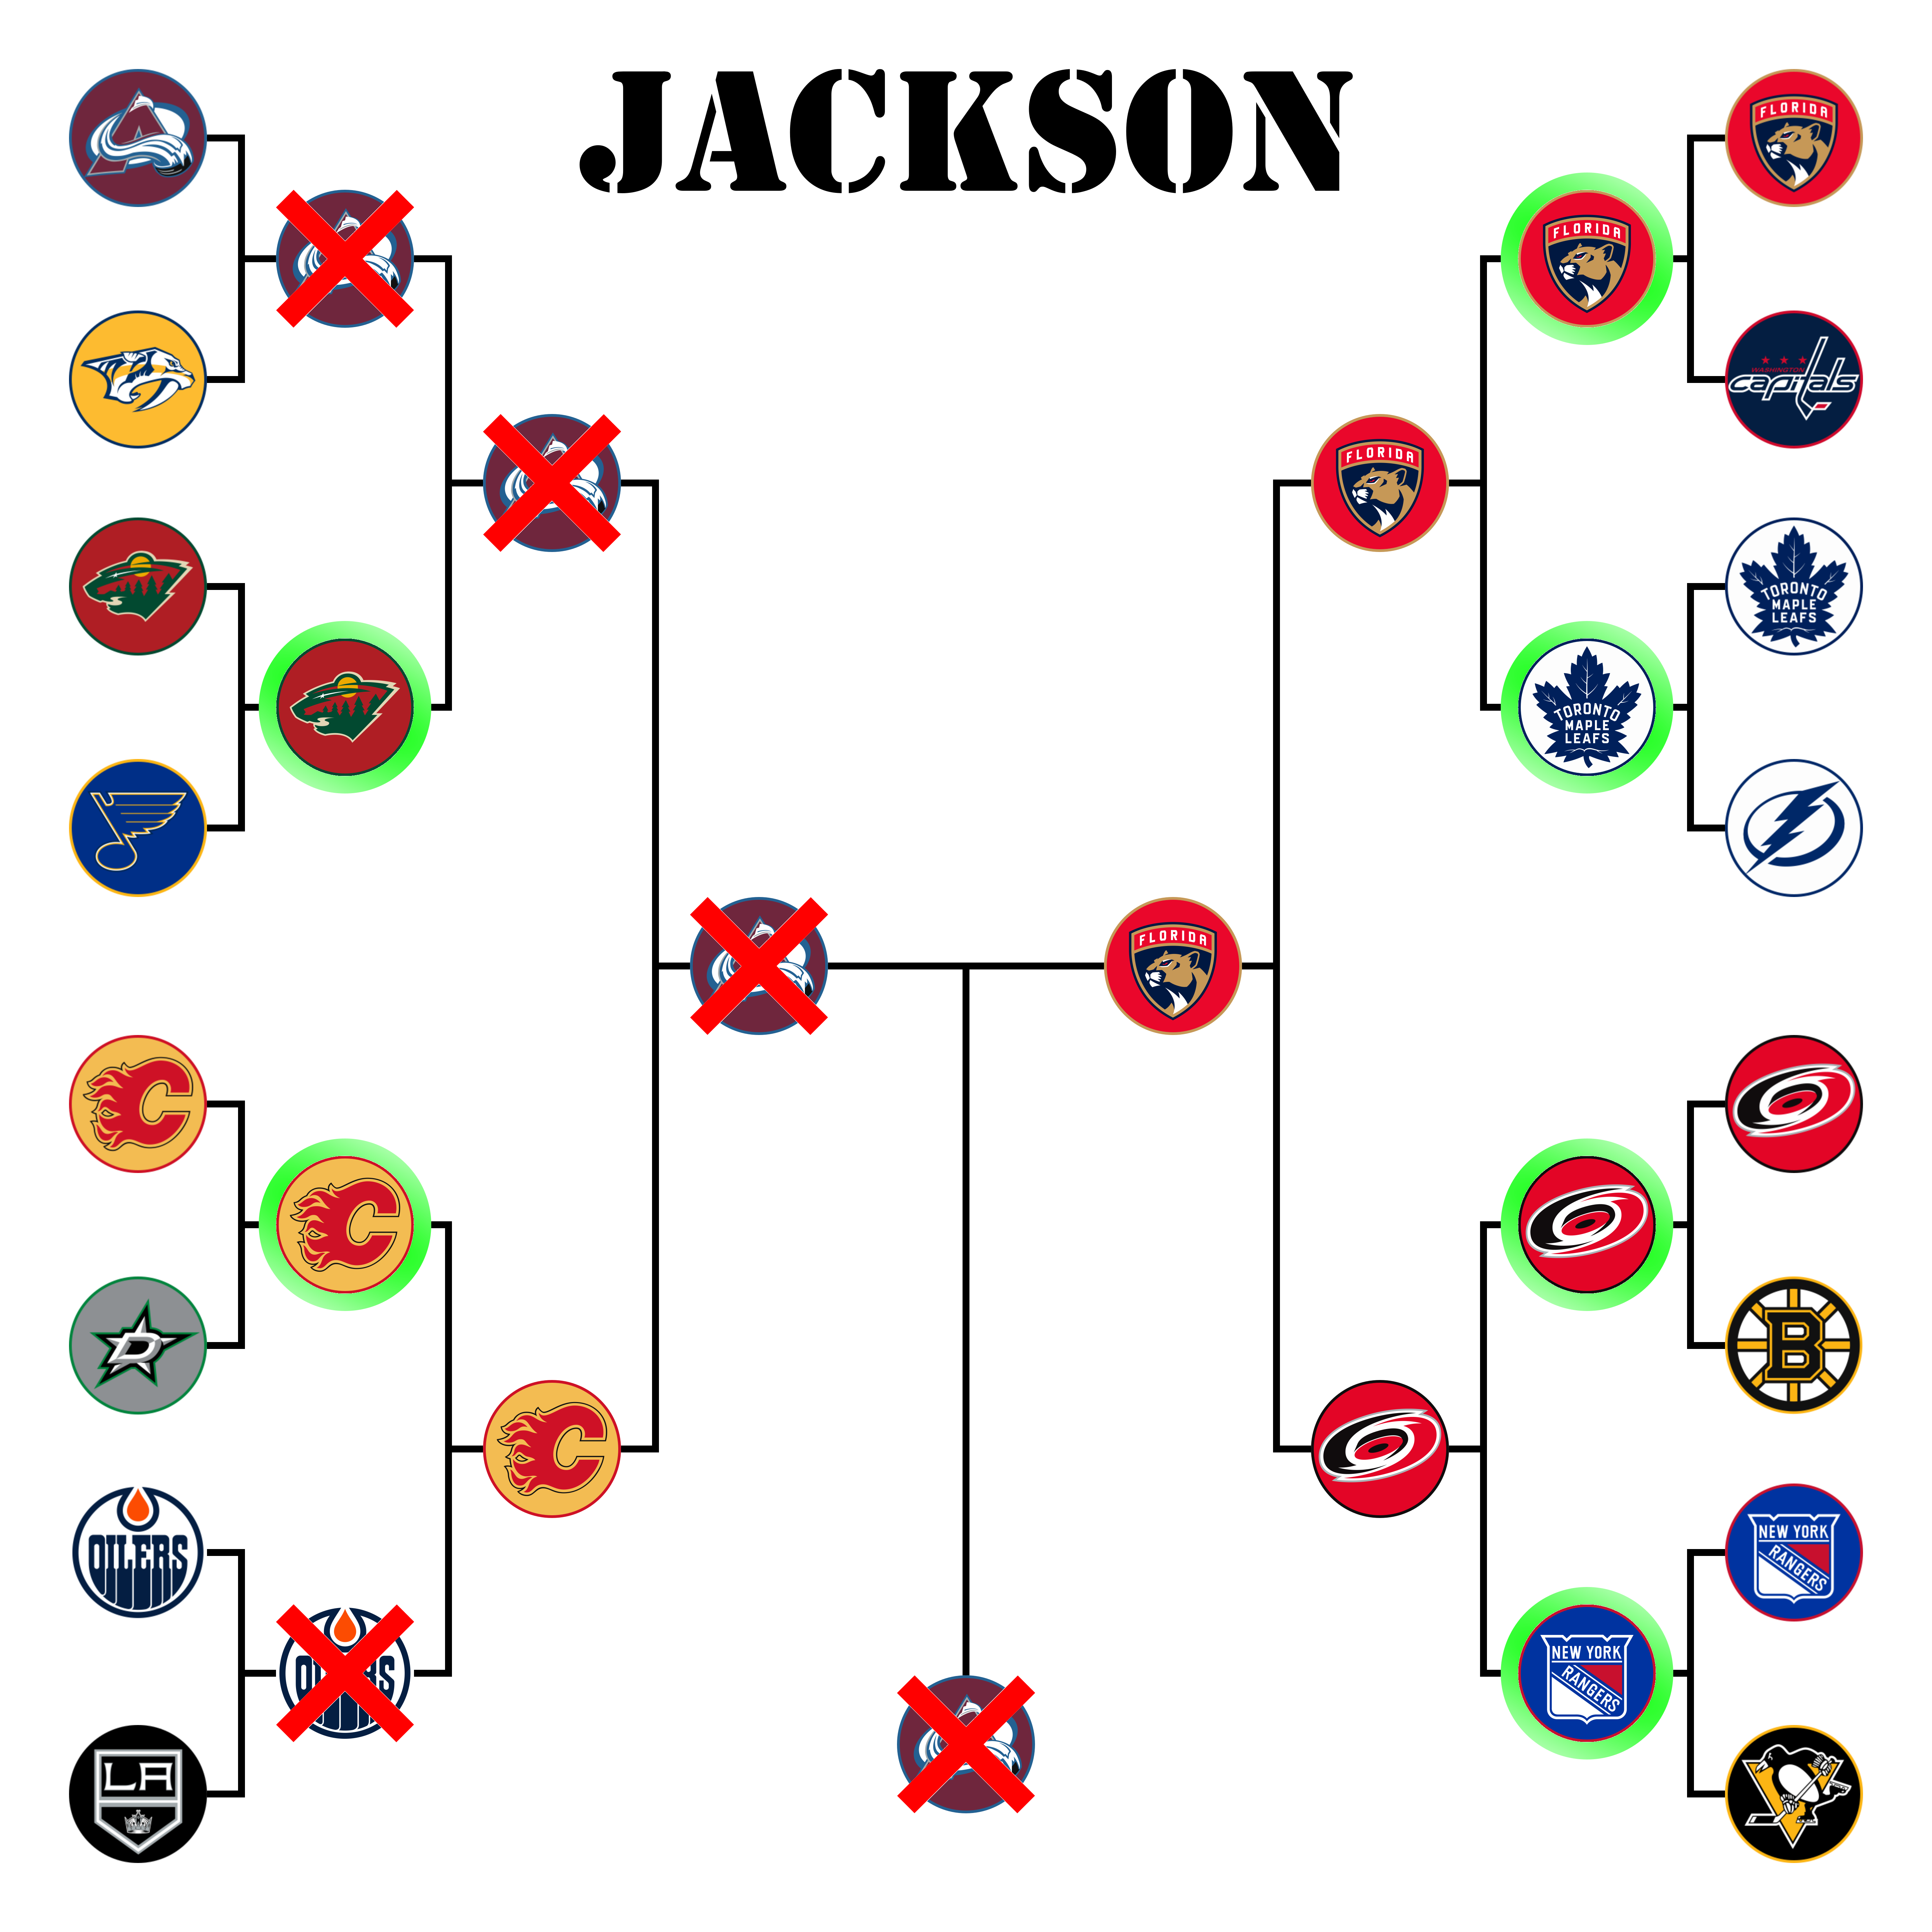 JACKSON
FLORIDA
FLORIDA
WASHINGTON
capitals
FLORIDA
TORONTO
MAPLE
LEAFS
TORONTO
MAPLE
LEAFS
FLORIDA
C
C
C
B
D
OILERS
NEW YORK
RANGERS
NEW YORK
RANGERS
LA